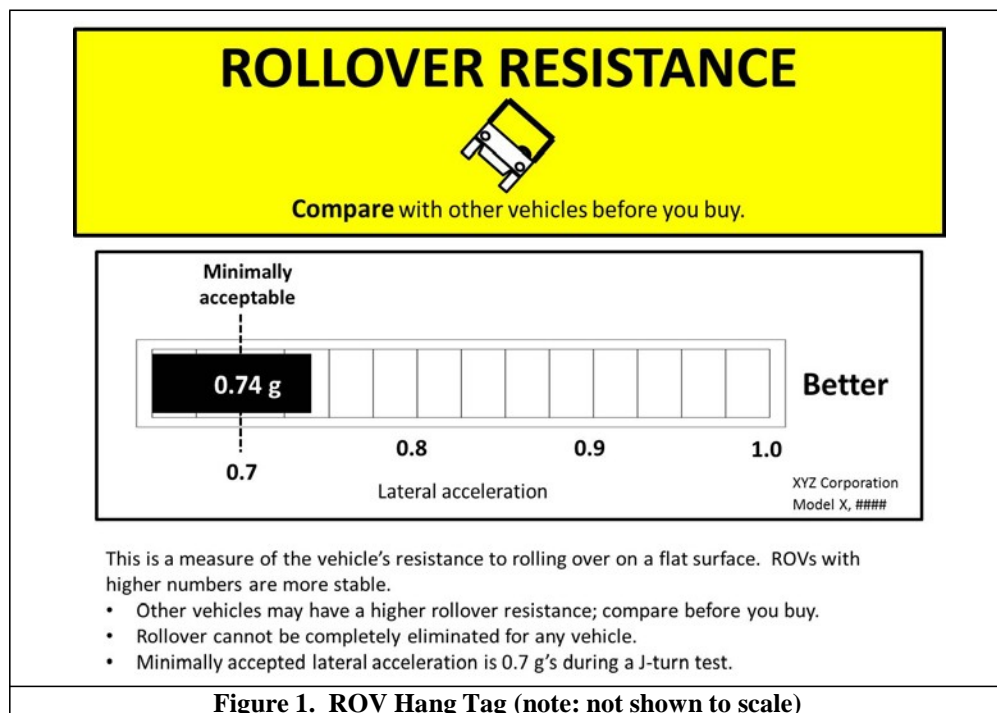 ROLLOVER RESISTANCE
Compare with other vehicles before you buy.
Minimally
acceptable
0.74 g
Better
0.7
0.8
0.9
1.0
Lateral acceleration
XYZ Corporation
Model X, ####
This is a measure of the vehicle’s resistance to rolling over on a flat surface.  ROVs with
higher numbers are more stable.
• Other vehicles may have a higher rollover resistance; compare before you buy.
• Rollover cannot be completely eliminated for any vehicle.
• Minimally accepted lateral acceleration is 0.7 g’s during a J-turn test.
Figure 1.  ROV Hang Tag (note: not shown to scale)